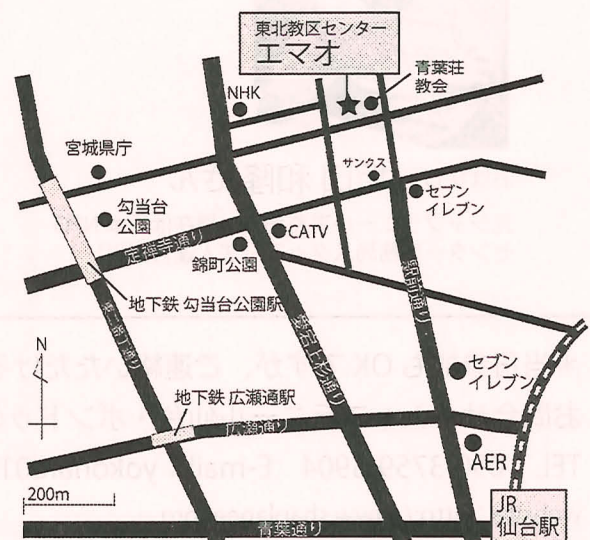 東北教区センター
エマオ
青葉荘
教会
NHK
宮城県庁
サンクス
セブン
イレブン
勾当台
公園
CATV
定禅寺通り
錦町公園
地下鉄 勾当台公園駅
駅前通り
東二番丁通り
愛宕上杉通り
N
セブン
イレブン
地下鉄 広瀬通駅
広瀬通り
AER
200m
JR
仙台駅
青葉通り